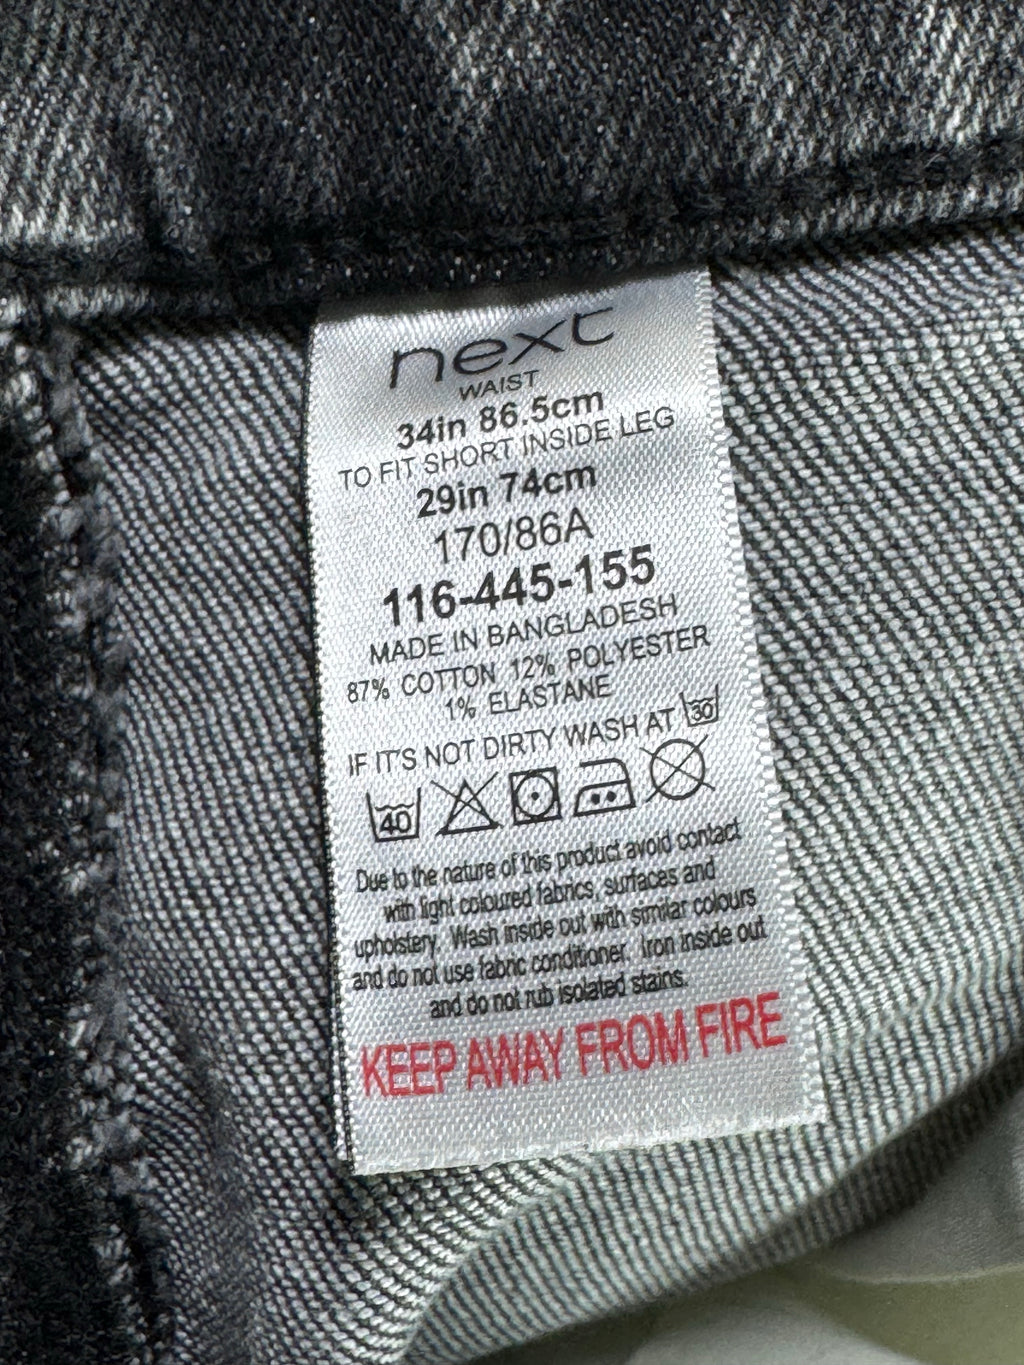 next
WAIST
34in 86.5cm
TO FIT SHORT INSIDE LEG
29in 74cm
170/86A
116-445-155
MADE IN BANGLADESH
87% COTTON 12% POLYESTER
1% ELASTANE
IF IT'S NOT DIRTY WASH AT 30
40
Due to the nature of this product avoid contact
with light coloured fabrics, surfaces and
upholstery. Wash inside out with similar colours
and do not use fabric conditioner. Iron inside out
and do not rub isolated stains.
KEEP AWAY FROM FIRE